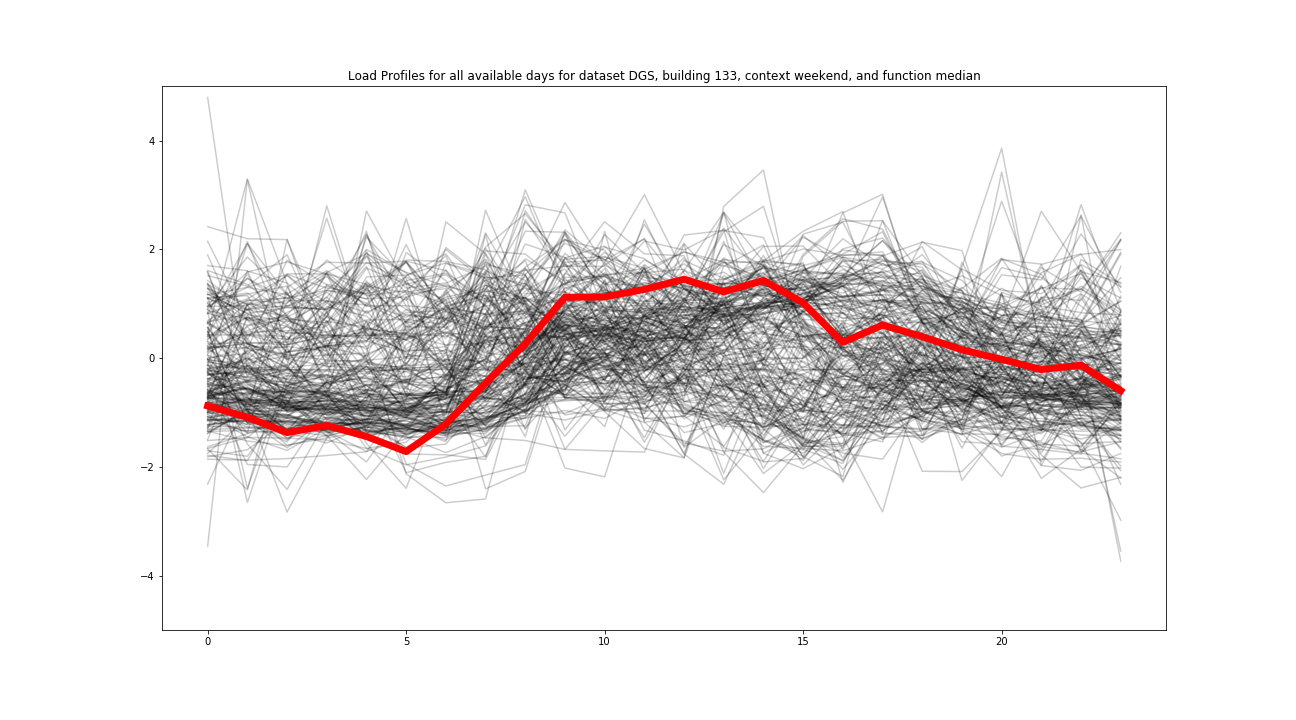 Load Profiles for all available days for dataset DGS, building 133, context weekend, and function median
4
2
0
−2
−4
0 5 10 15 20